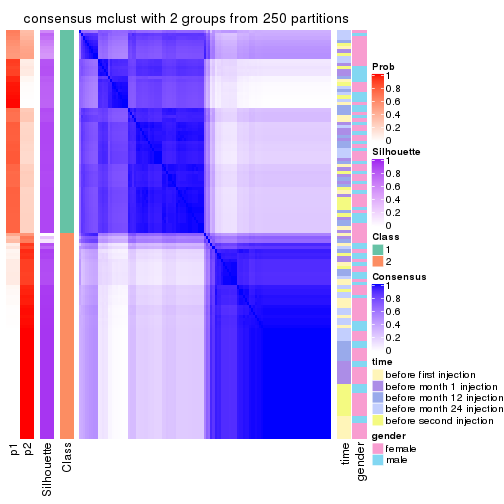 consensus mclust with 2 groups from 250 partitions
Prob
1
0.8
0.6
0.4
0.2
0
Silhouette
1
0.8
0.6
0.4
0.2
0
Class
1
2
Consensus
1
0.8
0.6
0.4
0.2
0
time
before first injection
before month 1 injection
before month 12 injection
before month 24 injection
before second injection
gender
female
male
p1
p2
Silhouette
Class
time
gender